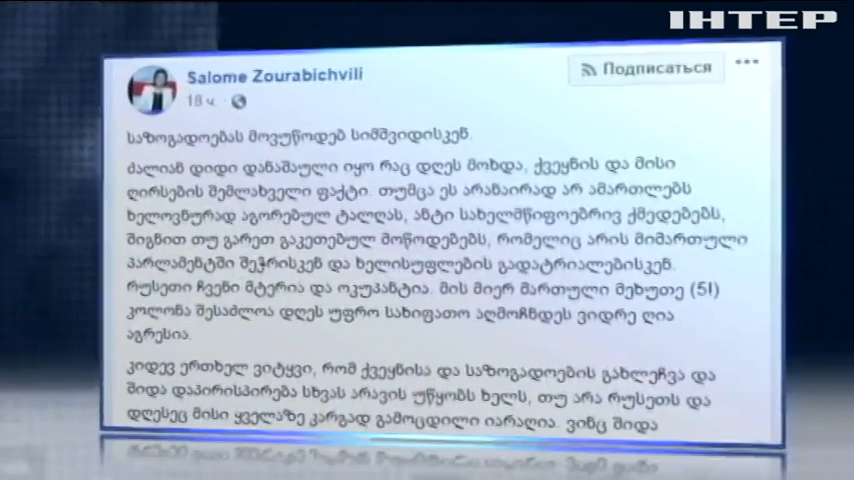 ІНТЕР
Salome Zourabichvili
Подписаться
18 ч.
საზოგადოებას მოვუწოდებ სიმშვიდისკენ.
ძალიან დიდი დანაშაული იყო რაც დღეს მოხდა, ქვეყნის და მისი
ღირსების შემლახველი ფაქტი. თუმცა ეს არანაირად არ ამართლებს
ხელოვნურად აგორებულ ტალღას, ანტი სახელმწიფოებრივ ქმედებებს,
შიგნით თუ გარეთ გაკეთებულ მოწოდებებს, რომელიც არის მიმართული
პარლამენტში შეჭრისკენ და ხელისუფლების გადატრიალებისკენ.
რუსეთი ჩვენი მტერია და ოკუპანტია. მის მიერ მართული მეხუთე (5!)
კოლონა შესაძლოა დღეს უფრო სახიფათო აღმოჩნდეს ვიდრე ღია
აგრესია.
კიდევ ერთხელ ვიტყვი, რომ ქვეყნისა და საზოგადოების გახლეჩვა და
შიდა დაპირისპირება სხვას არავის უწყობს ხელს, თუ არა რუსეთს და
დღესეც მისი ყველაზე კარგად გამოცდილი იარაღია. ვინც შიდა